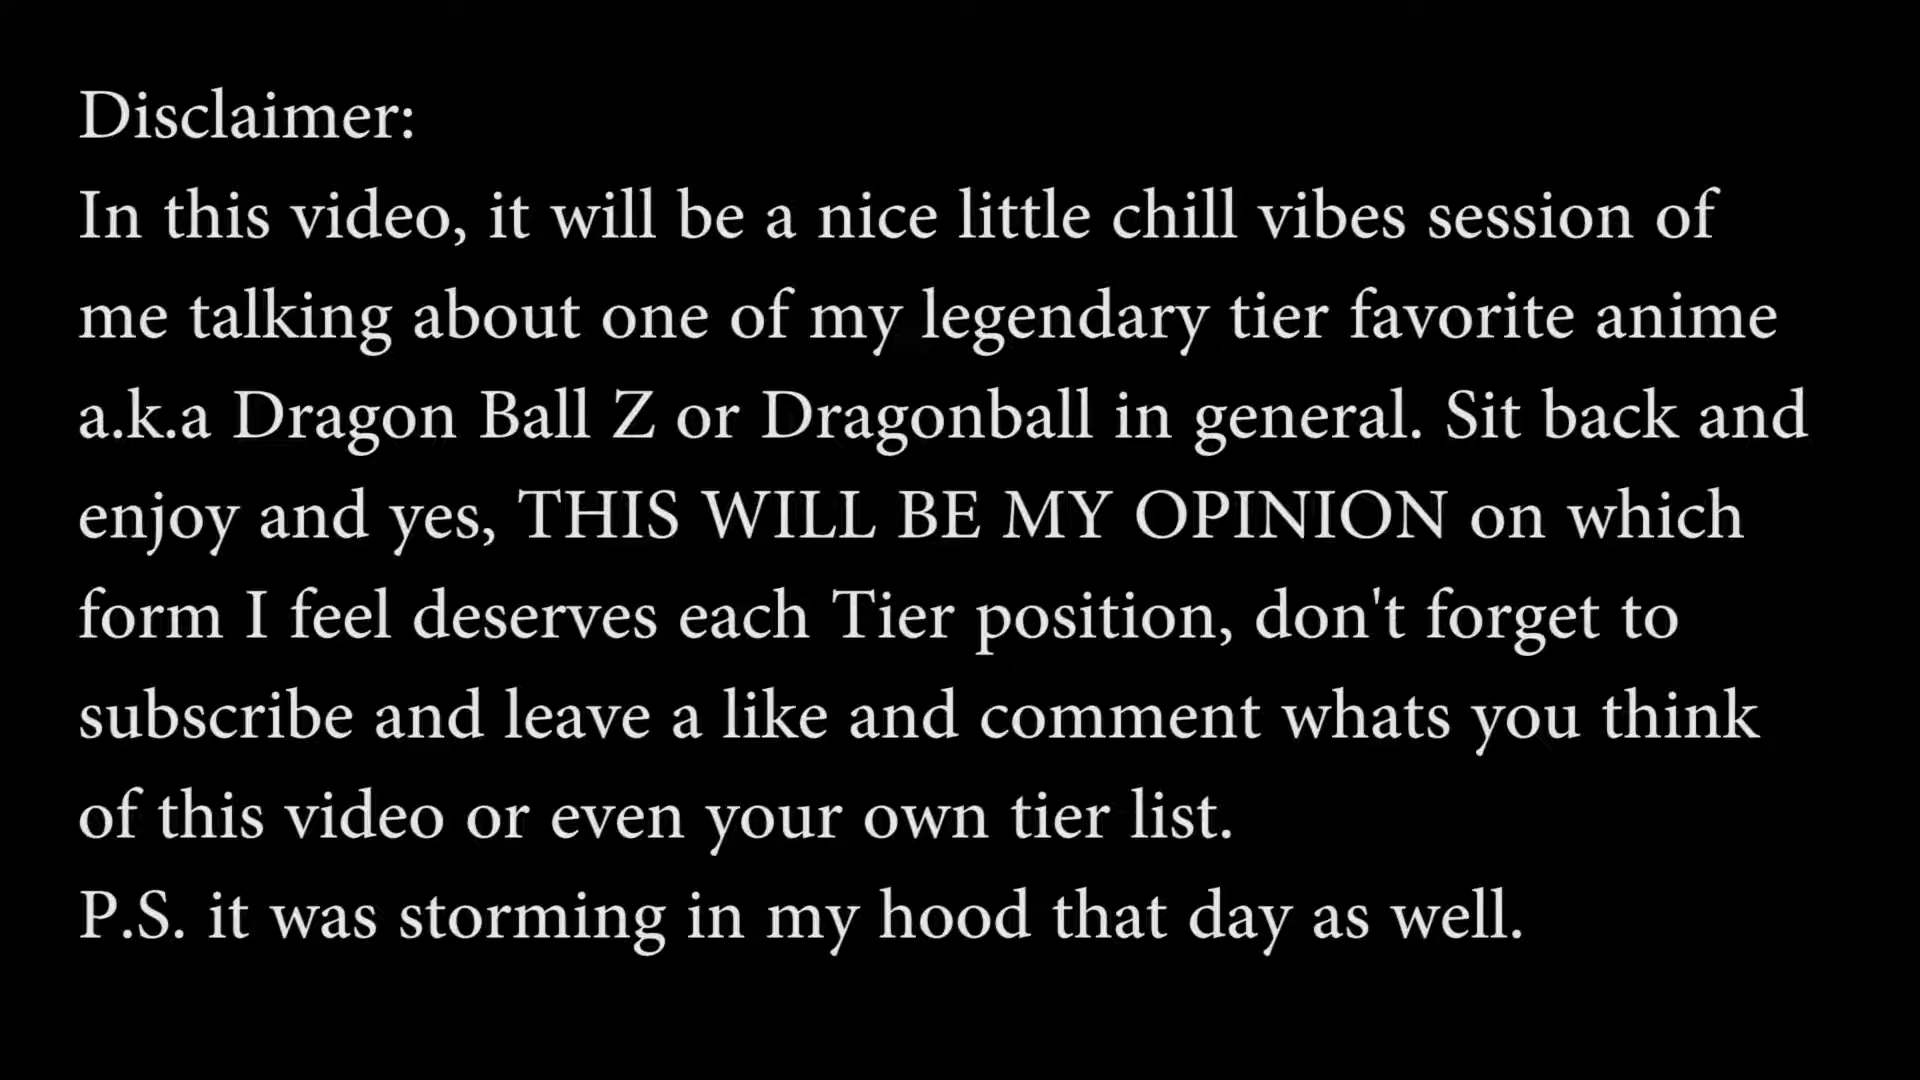 Disclaimer:
In this video, it will be a nice little chill vibes session of
me talking about one of my legendary tier favorite anime
a.k.a Dragon Ball Z or Dragonball in general. Sit back and
enjoy and yes, THIS WILL BE MY OPINION on which
form I feel deserves each Tier position, don't forget to
subscribe and leave a like and comment whats you think
of this video or even your own tier list.
P.S. it was storming in my hood that day as well.